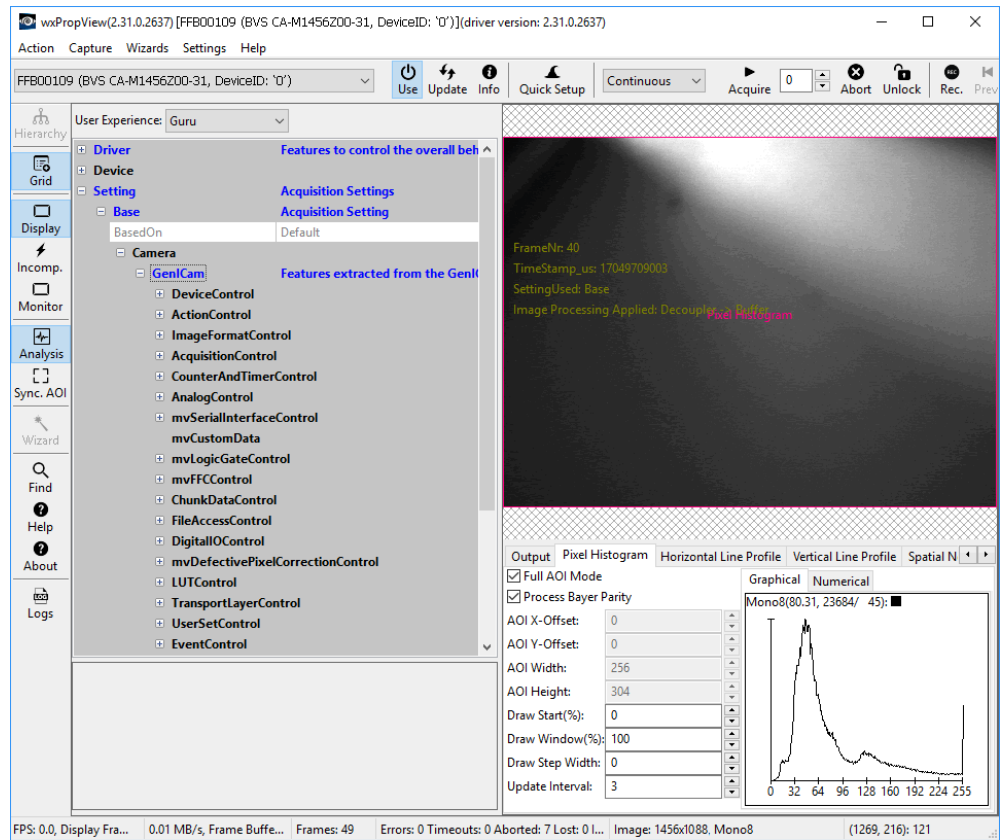 wxPropView(2.31.0.2637) [FFB00109 (BVS CA-M1456Z00-31, DeviceID: `0`)](driver version: 2.31.0.2637)
Action Capture Wizards Settings Help
FFB00109 (BVS CA-M1456Z00-31, DeviceID: `0`)
Use Update Info Quick Setup Continuous Acquire 0 Abort Unlock REC Rec. Prev
Hierarchy
Grid
Display
Incomp.
Monitor
Analysis
Sync. AOI
Wizard
Find
Help
About
Logs
User Experience: Guru
Driver Features to control the overall beh
Device
Setting Acquisition Settings
Base Acquisition Setting
BasedOn Default
Camera
GenICam Features extracted from the GenI
DeviceControl
ActionControl
ImageFormatControl
AcquisitionControl
CounterAndTimerControl
AnalogControl
mvSerialInterfaceControl
mvCustomData
mvLogicGateControl
mvFFCControl
ChunkDataControl
FileAccessControl
DigitalIOControl
mvDefectivePixelCorrectionControl
LUTControl
TransportLayerControl
UserSetControl
EventControl
FrameNr: 40
TimeStamp_us: 17049709003
SettingUsed: Base
Image Processing Applied: Decoupler -> Buffer
Pixel Histogram
Output Pixel Histogram Horizontal Line Profile Vertical Line Profile Spatial N
Full AOI Mode
Process Bayer Parity
AOI X-Offset: 0
AOI Y-Offset: 0
AOI Width: 256
AOI Height: 304
Draw Start(%): 0
Draw Window(%): 100
Draw Step Width: 0
Update Interval: 3
Graphical Numerical
Mono8(80.31, 23684/ 45):
0 32 64 96 128 160 192 224 255
FPS: 0.0, Display Fra... 0.01 MB/s, Frame Buffe... Frames: 49 Errors: 0 Timeouts: 0 Aborted: 7 Lost: 0 I... Image: 1456x1088, Mono8 (1269, 216): 121